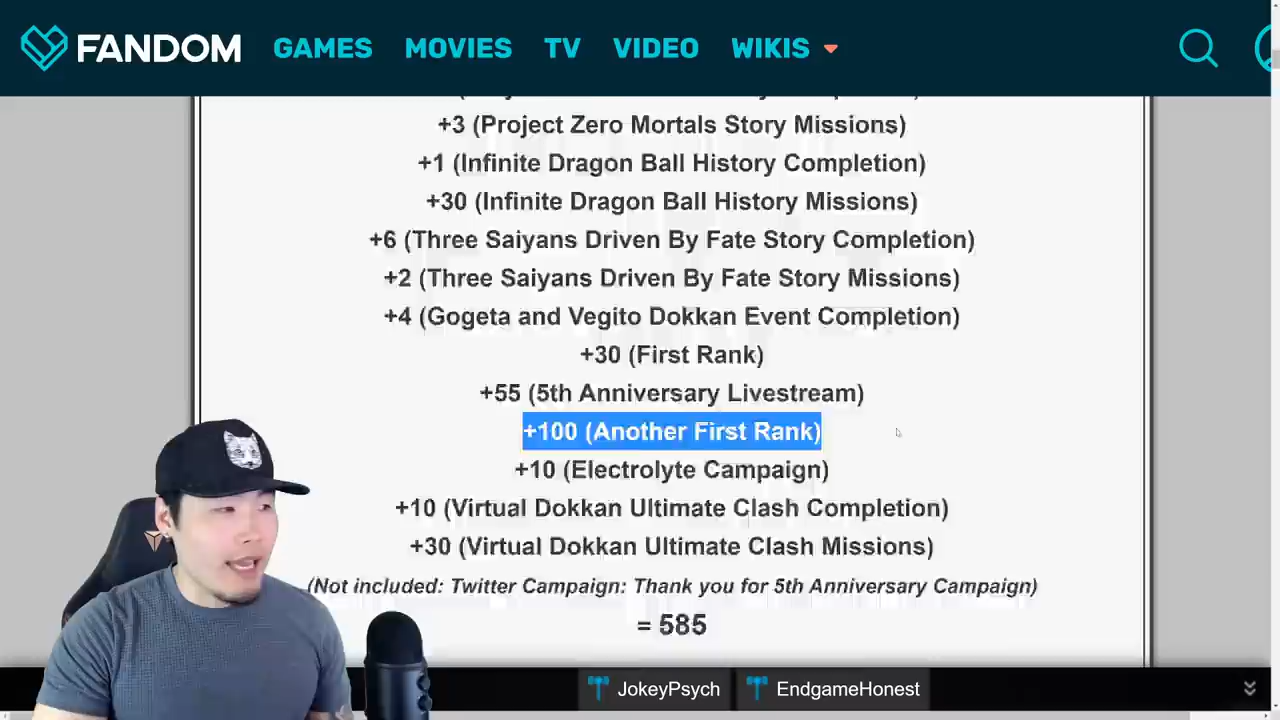 FANDOM GAMES MOVIES TV VIDEO WIKIS
+3 (Project Zero Mortals Story Missions)
+1 (Infinite Dragon Ball History Completion)
+30 (Infinite Dragon Ball History Missions)
+6 (Three Saiyans Driven By Fate Story Completion)
+2 (Three Saiyans Driven By Fate Story Missions)
+4 (Gogeta and Vegito Dokkan Event Completion)
+30 (First Rank)
+55 (5th Anniversary Livestream)
+100 (Another First Rank)
+10 (Electrolyte Campaign)
+10 (Virtual Dokkan Ultimate Clash Completion)
+30 (Virtual Dokkan Ultimate Clash Missions)
(Not included: Twitter Campaign: Thank you for 5th Anniversary Campaign)
= 585
JokeyPsych EndgameHonest